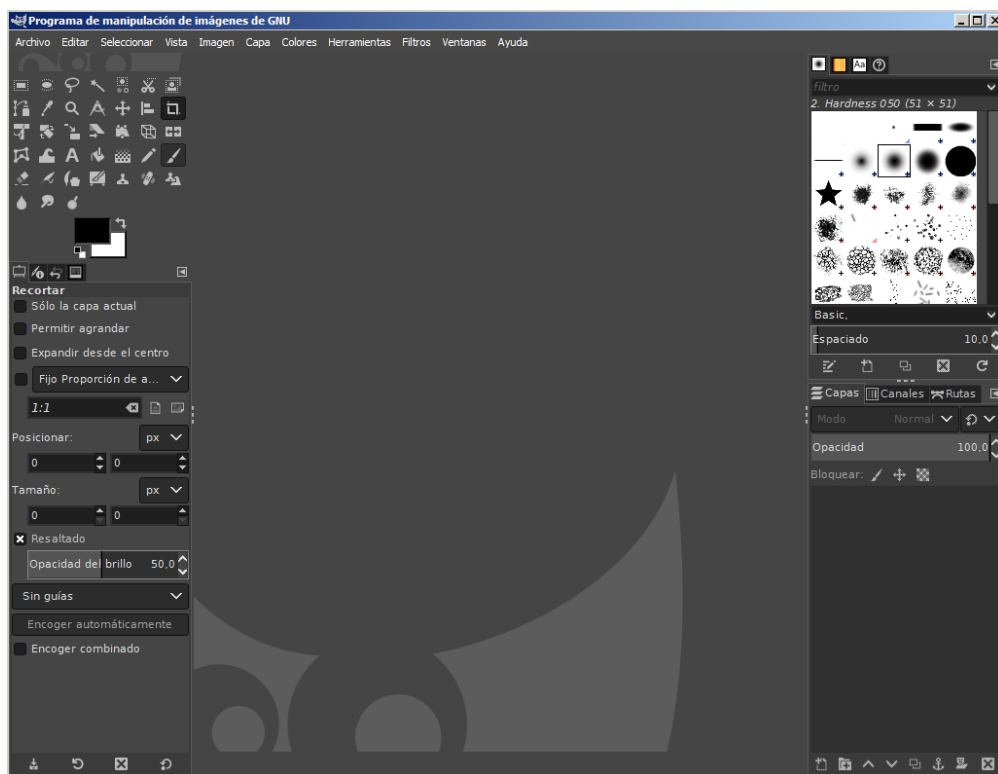 Programa de manipulación de imágenes de GNU
Archivo Editar Seleccionar Vista Imagen Capa Colores Herramientas Filtros Ventanas Ayuda
filtro
2. Hardness 050 (51 × 51)
Basic,
Espaciado 10,0
Recortar
Sólo la capa actual
Permitir agrandar
Expandir desde el centro
Fijo Proporción de a...
1:1
Posicionar: px
0 0
Tamaño: px
0 0
Resaltado
Opacidad del brillo 50,0
Sin guías
Encoger automáticamente
Encoger combinado
Capas Canales Rutas
Modo Normal
Opacidad 100,0
Bloquear: